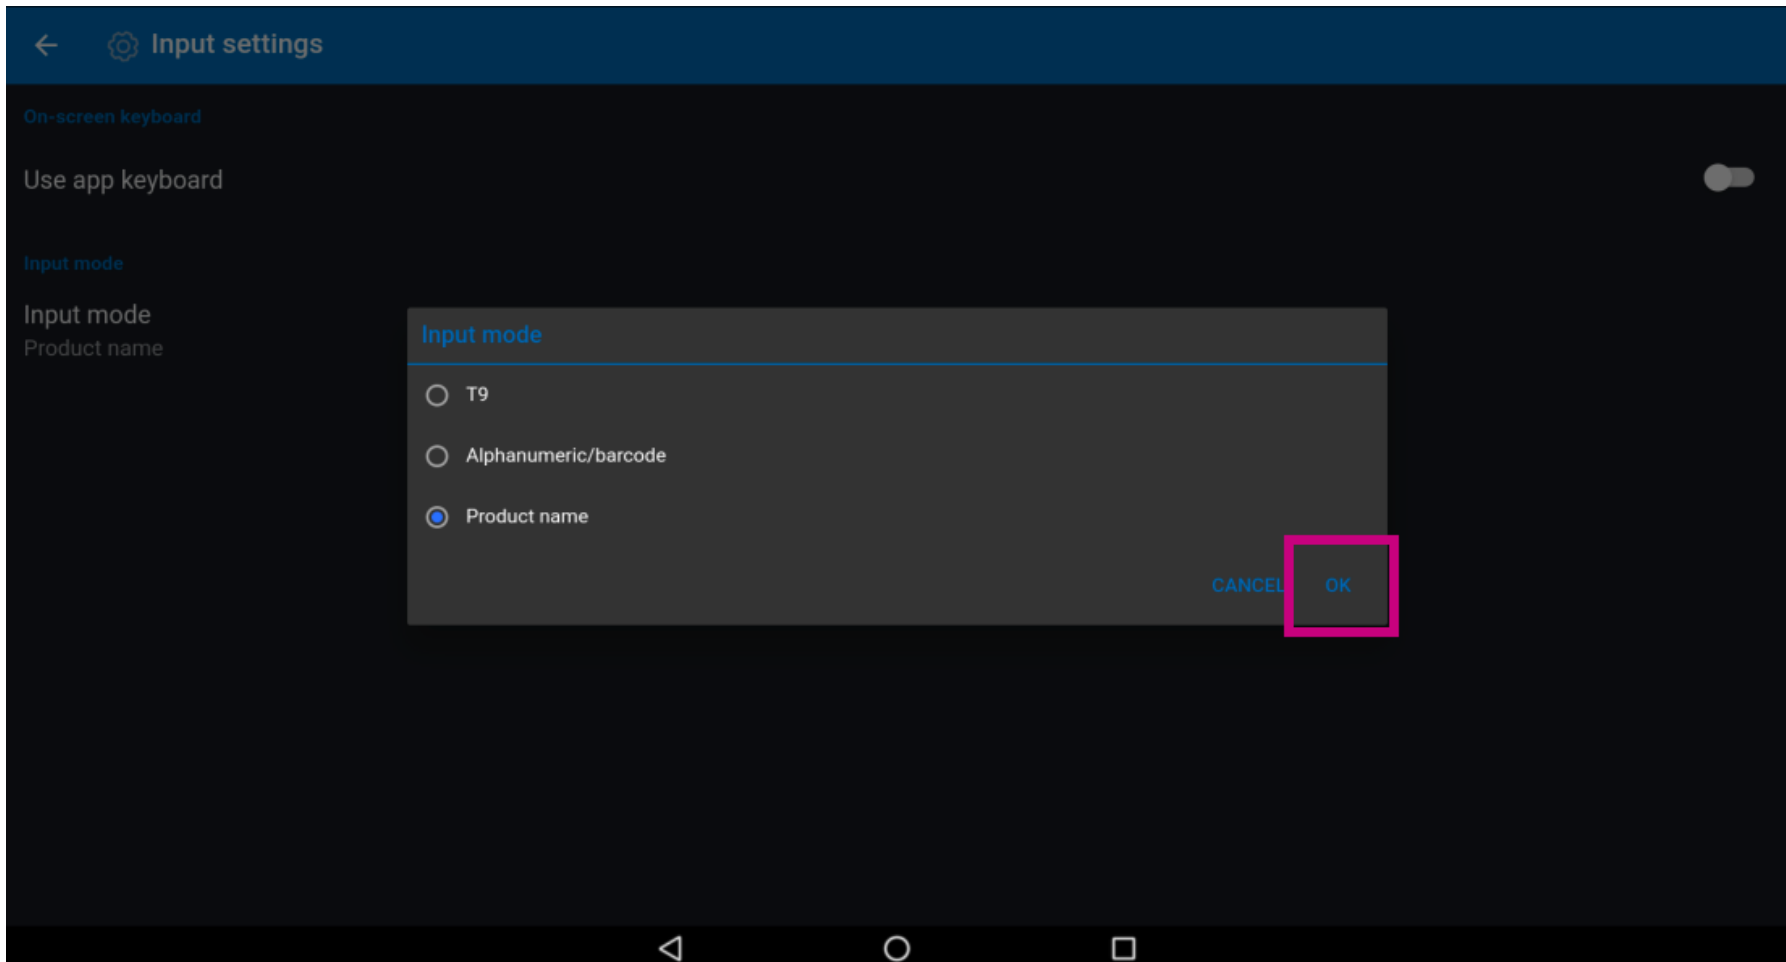 Input settings
On-screen keyboard
Use app keyboard
Input mode
Input mode
Product name
Input mode
T9
Alphanumeric/barcode
Product name
CANCEL OK